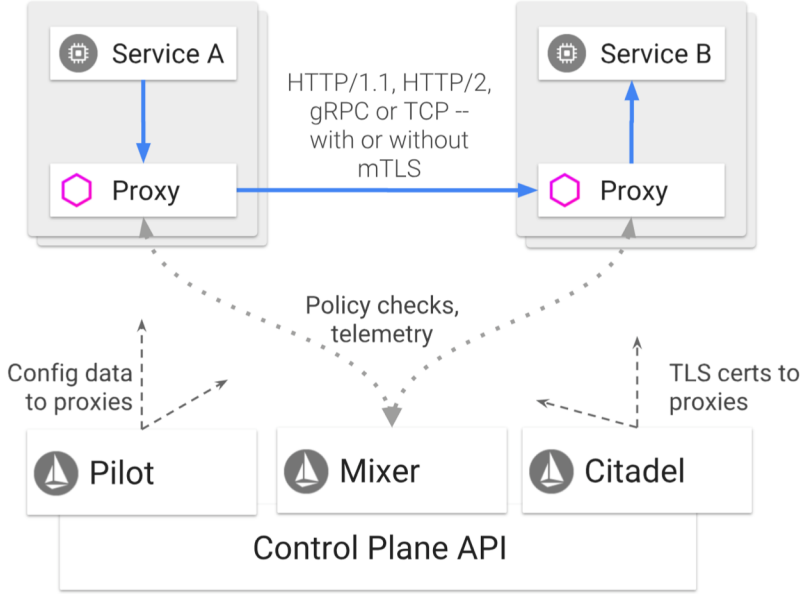 Service A
Service B
HTTP/1.1, HTTP/2,
gRPC or TCP --
with or without
mTLS
Proxy
Proxy
Policy checks,
telemetry
Config data
to proxies
TLS certs to
proxies
Pilot
Mixer
Citadel
Control Plane API